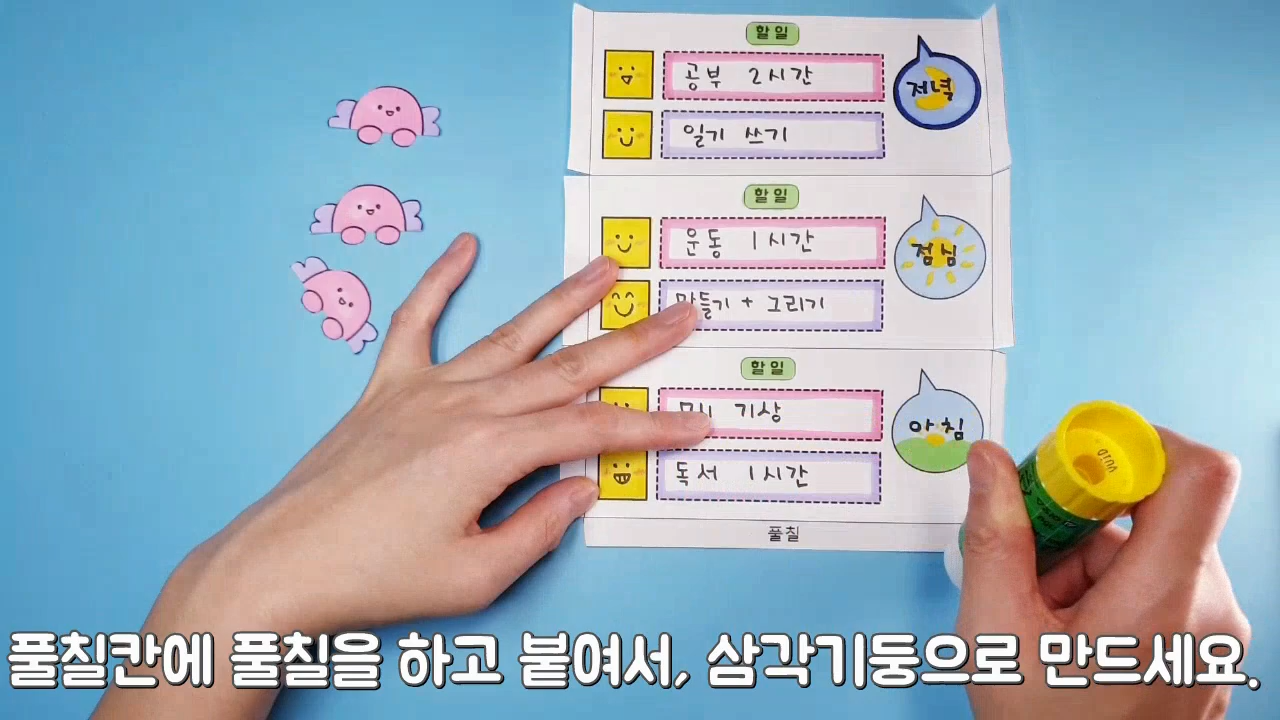 할일
공부 2시간
저녁
일기 쓰기
할일
운동 1시간
점심
만들기 + 그리기
할일
기상
아침
독서 1시간
풀칠
풀칠칸에 풀칠을 하고 붙여서, 삼각기둥으로 만드세요.